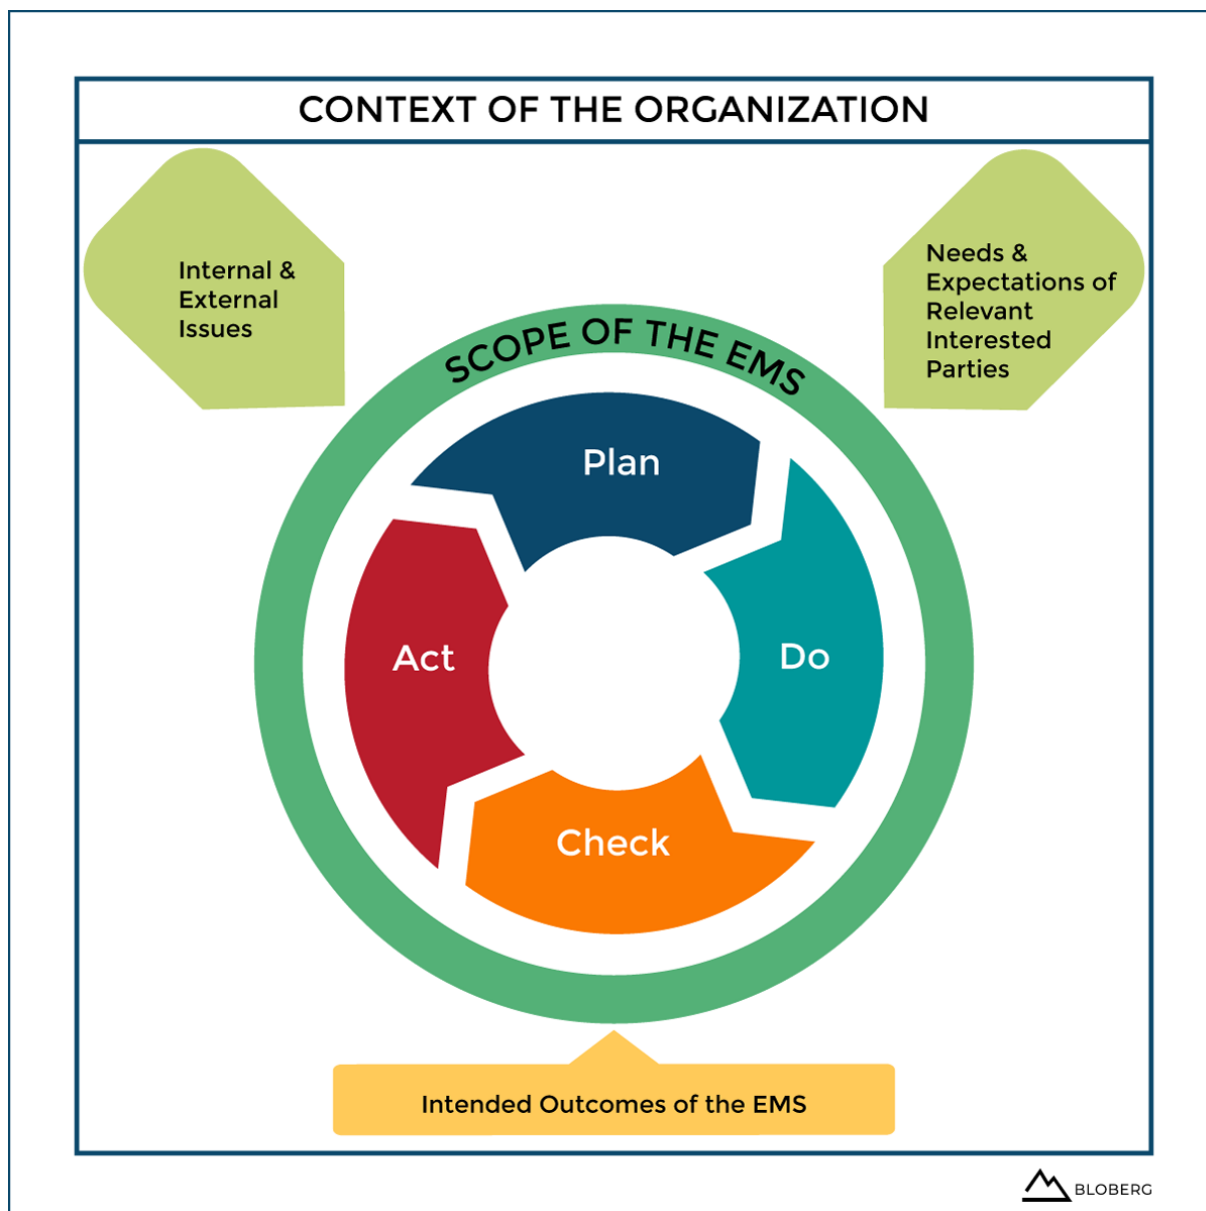 CONTEXT OF THE ORGANIZATION
Internal &
External
Issues
Needs &
Expectations of
Relevant
Interested
Parties
SCOPE OF THE EMS
Plan
Do
Act
Check
Intended Outcomes of the EMS
BLOBERG